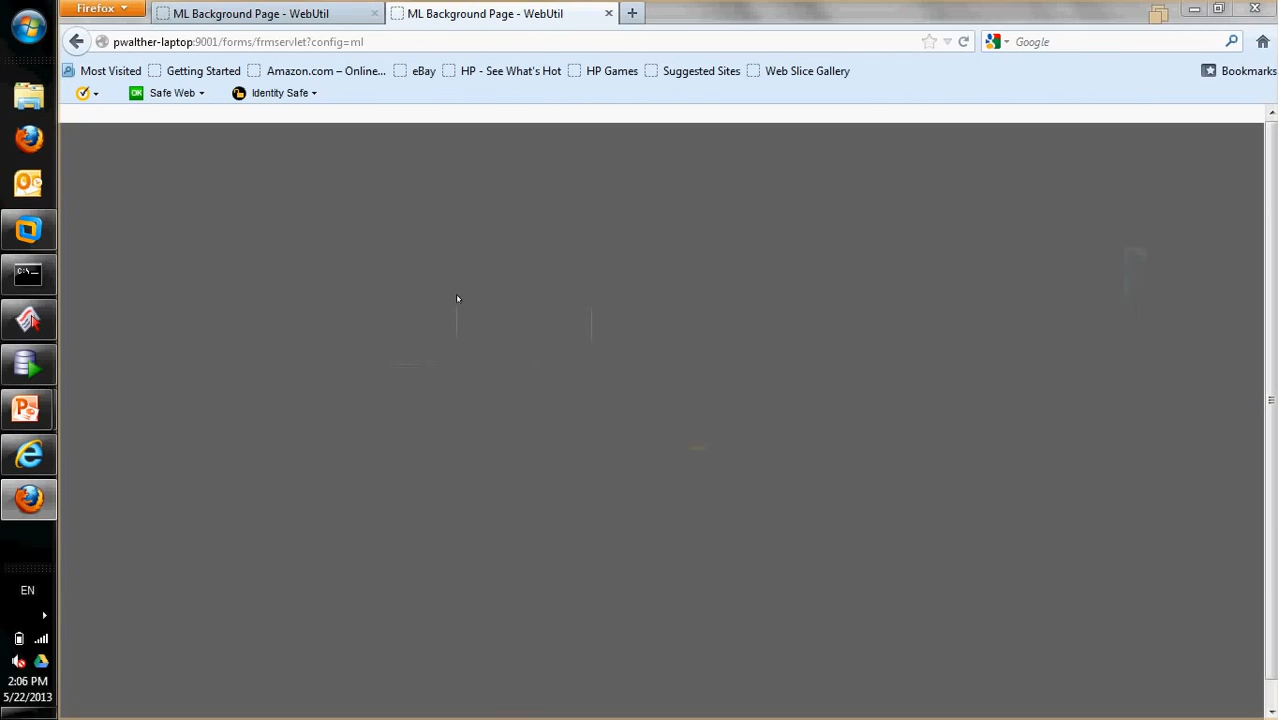 Firefox
ML Background Page - WebUtil
ML Background Page - WebUtil
pwalther-laptop:9001/forms/frmservlet?config=ml
Google
Most Visited
Getting Started
Amazon.com – Online...
eBay
HP - See What's Hot
HP Games
Suggested Sites
Web Slice Gallery
Bookmarks
OK
Safe Web
Identity Safe
C:\_
EN
2:06 PM
5/22/2013